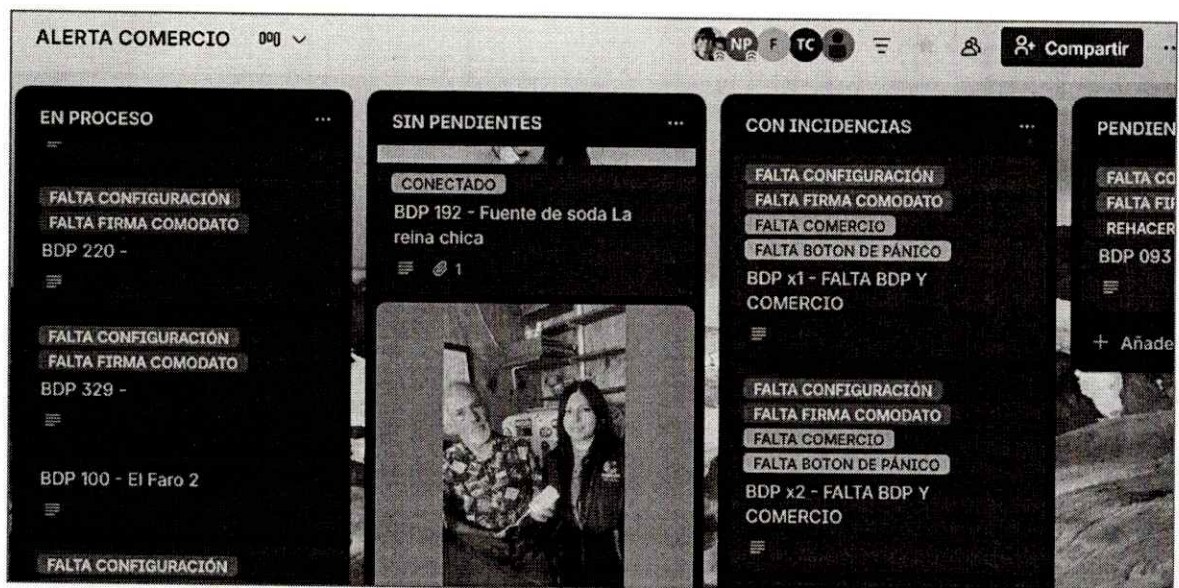 ALERTA COMERCIO
NP F TC
Compartir
EN PROCESO
FALTA CONFIGURACIÓN
FALTA FIRMA COMODATO
BDP 220 -
FALTA CONFIGURACIÓN
FALTA FIRMA COMODATO
BDP 329 -
BDP 100 - El Faro 2
FALTA CONFIGURACIÓN
SIN PENDIENTES
CONECTADO
BDP 192 - Fuente de soda La
reina chica
1
CON INCIDENCIAS
FALTA CONFIGURACIÓN
FALTA FIRMA COMODATO
FALTA COMERCIO
FALTA BOTON DE PÁNICO
BDP x1 - FALTA BDP Y
COMERCIO
FALTA CONFIGURACIÓN
FALTA FIRMA COMODATO
FALTA COMERCIO
FALTA BOTON DE PÁNICO
BDP x2 - FALTA BDP Y
COMERCIO
PENDIEN
FALTA CO
FALTA FIR
REHACER
BDP 093
+ Añade